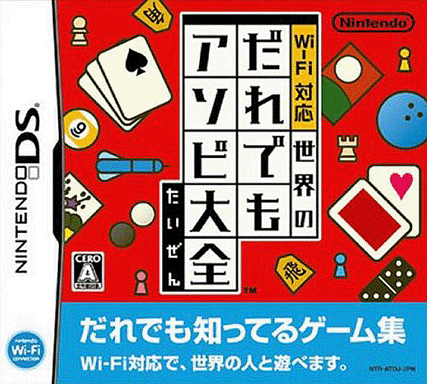 Nintendo
NINTENDO DS
Wi-Fi対応
世界の
だれでも
アソビ大全
たいぜん
TM
9
飛
CERO
A
nintendo
Wi-Fi
connection
だれでも知ってるゲーム集
Wi-Fi対応で、世界の人と遊べます。